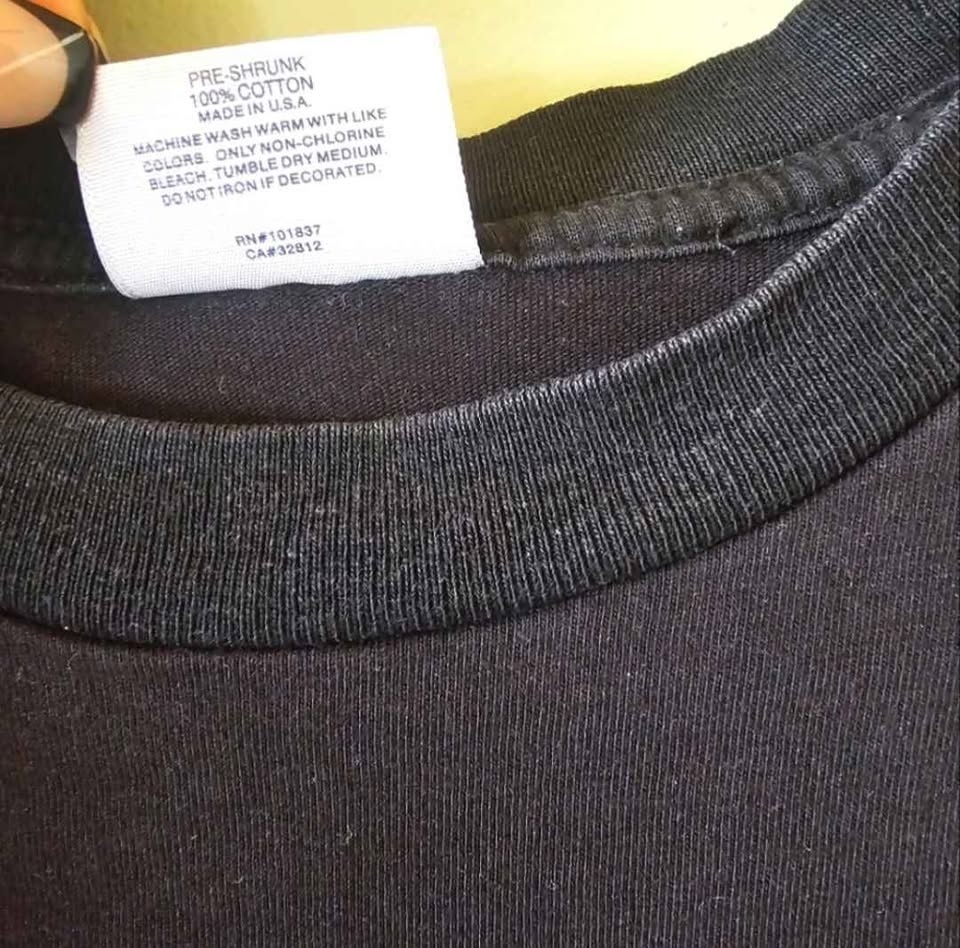 PRE-SHRUNK
100% COTTON
MADE IN U.S.A.
MACHINE WASH WARM WITH LIKE
COLORS. ONLY NON-CHLORINE
BLEACH. TUMBLE DRY MEDIUM.
DO NOT IRON IF DECORATED.
RN#101837
CA#32812